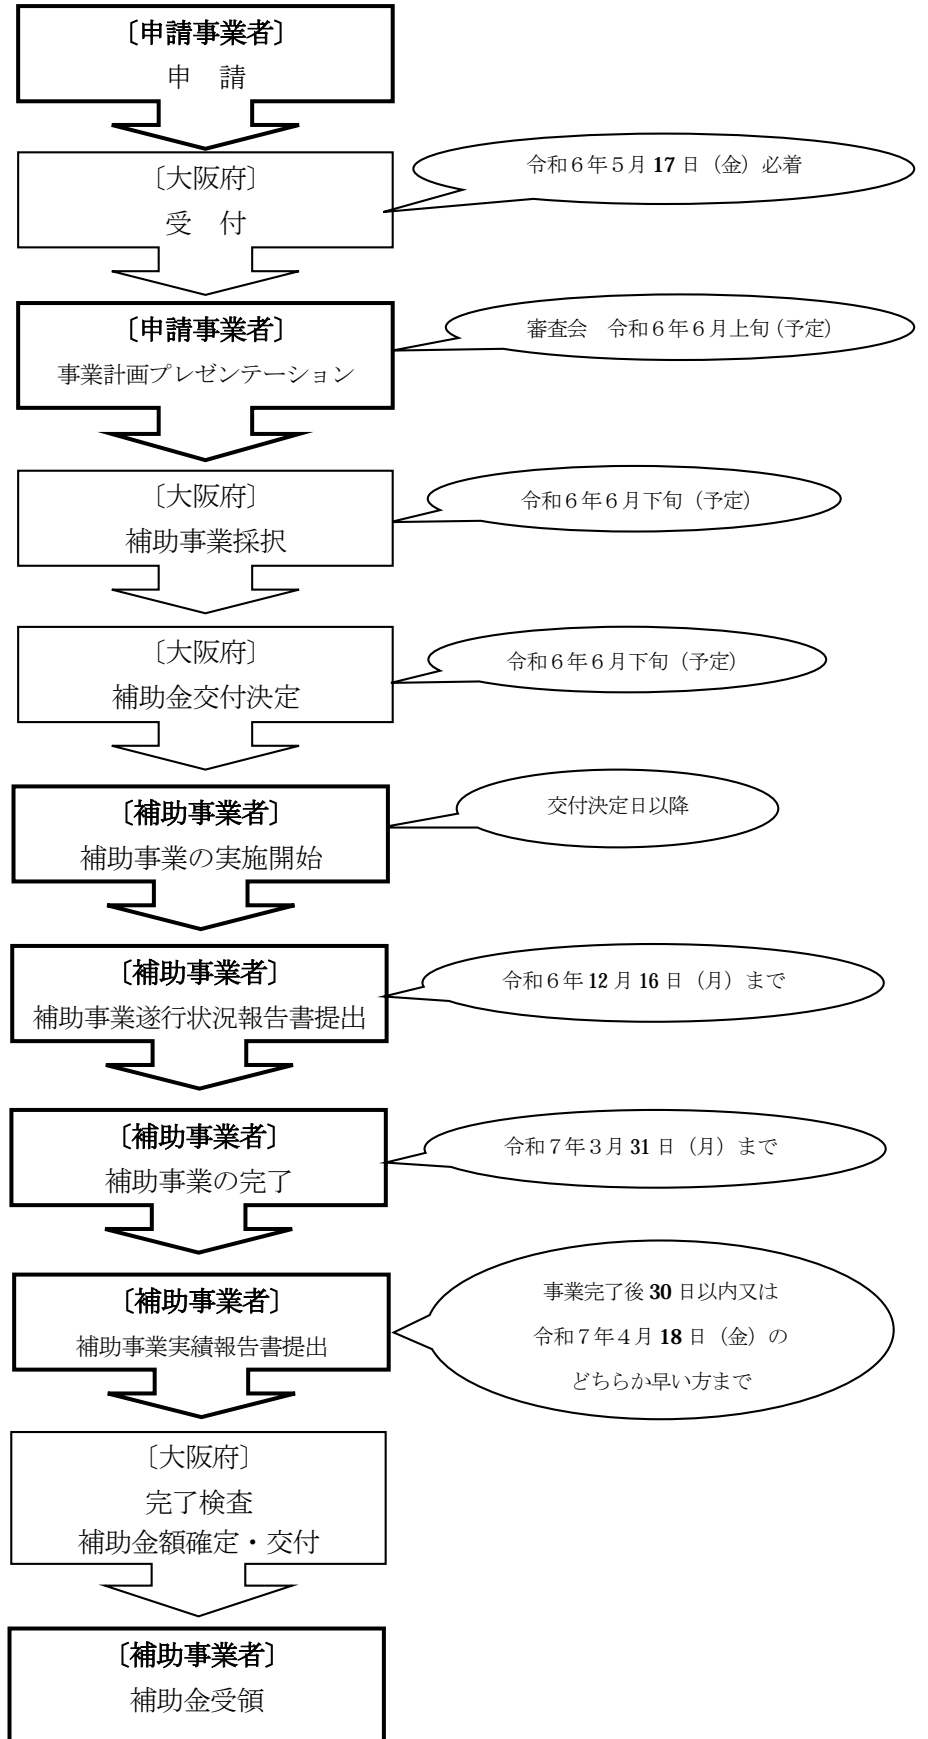 〔申請事業者〕
申　請
〔大阪府〕
受　付
令和６年５月 17 日（金）必着
〔申請事業者〕
事業計画プレゼンテーション
審査会　令和６年６月上旬（予定）
〔大阪府〕
補助事業採択
令和６年６月下旬（予定）
〔大阪府〕
補助金交付決定
令和６年６月下旬（予定）
〔補助事業者〕
補助事業の実施開始
交付決定日以降
〔補助事業者〕
補助事業遂行状況報告書提出
令和６年 12 月 16 日（月）まで
〔補助事業者〕
補助事業の完了
令和７年３月 31 日（月）まで
〔補助事業者〕
補助事業実績報告書提出
事業完了後 30 日以内又は
令和７年４月 18 日（金）の
どちらか早い方まで
〔大阪府〕
完了検査
補助金額確定・交付
〔補助事業者〕
補助金受領